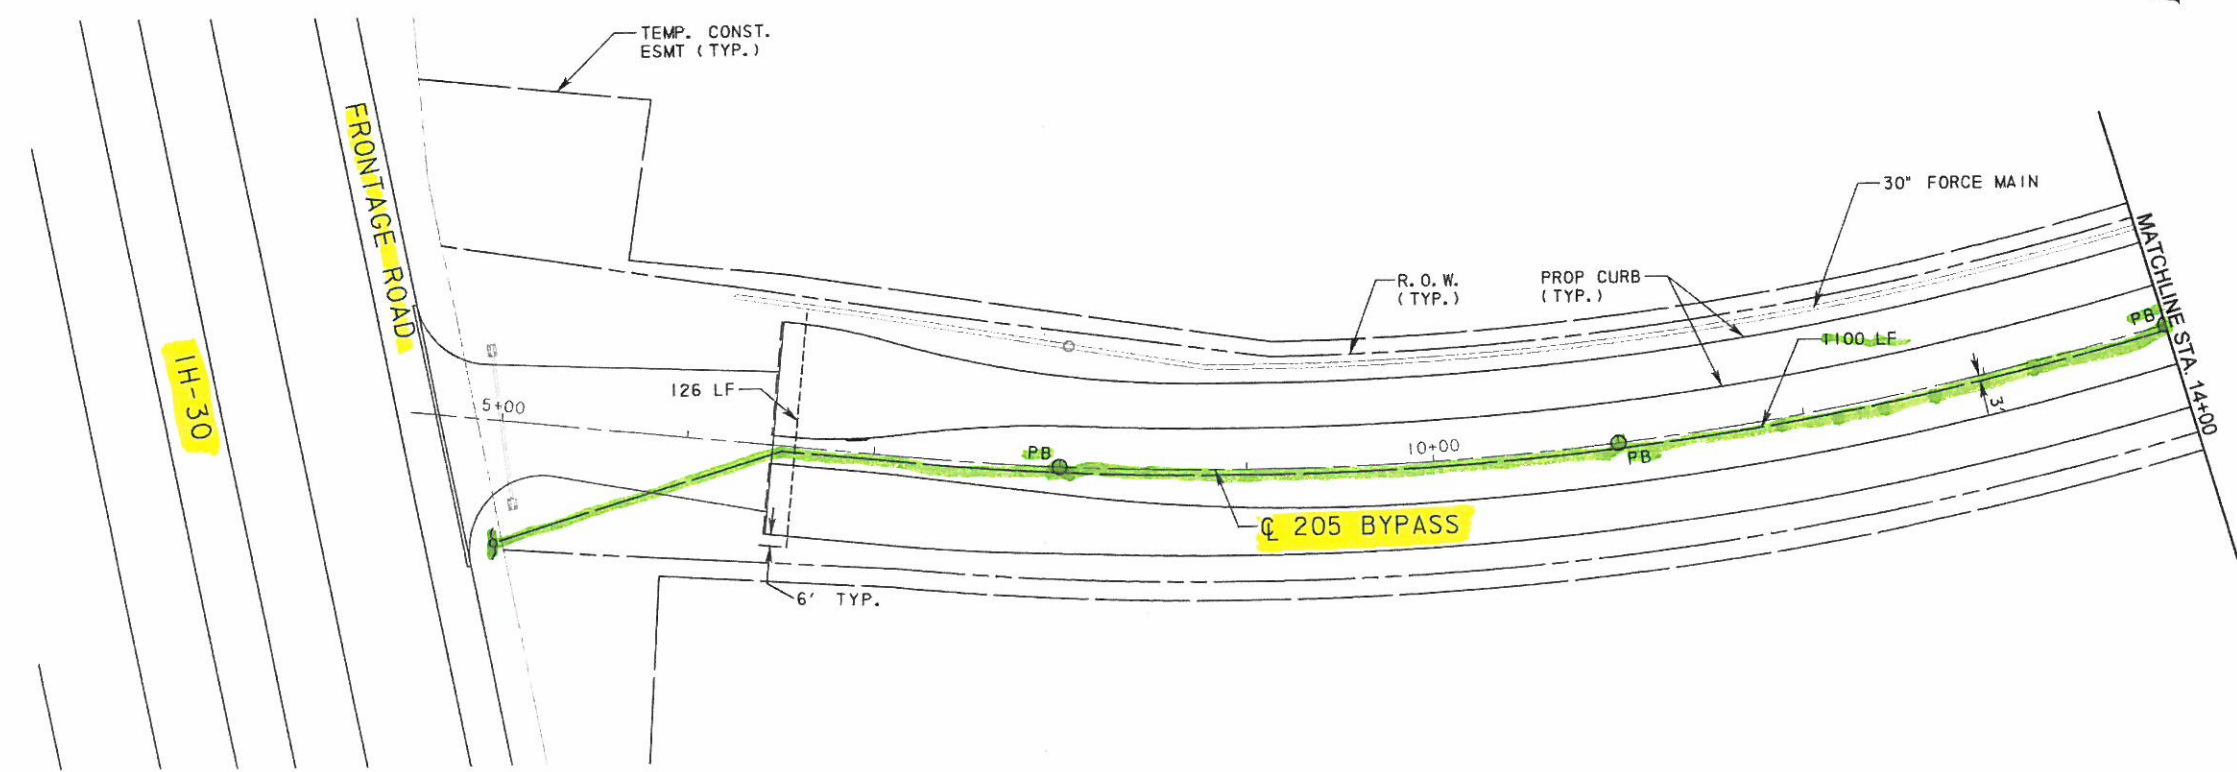 TEMP. CONST.
ESMT (TYP.)
FRONTAGE ROAD
IH-30
5+00
126 LF
6' TYP.
PB
℄ 205 BYPASS
R.O.W.
(TYP.)
PROP CURB
(TYP.)
10+00
PB
30" FORCE MAIN
1100 LF
3'
PB
MATCHLINE STA. 14+00